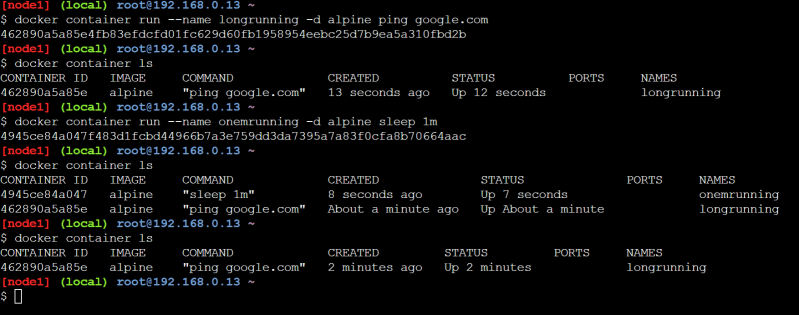 [node1] (local) root@192.168.0.13 ~
$ docker container run --name longrunning -d alpine ping google.com
462890a5a85e4fb83efdcfd01fc629d60fb1958954eebc25d7b9ea5a310fbd2b
[node1] (local) root@192.168.0.13 ~
$ docker container ls
CONTAINER ID IMAGE COMMAND CREATED STATUS PORTS NAMES
462890a5a85e alpine "ping google.com" 13 seconds ago Up 12 seconds longrunning
[node1] (local) root@192.168.0.13 ~
$ docker container run --name onemrunning -d alpine sleep 1m
4945ce84a047f483d1fcbd44966b7a3e759dd3da7395a7a83f0cfa8b70664aac
[node1] (local) root@192.168.0.13 ~
$ docker container ls
CONTAINER ID IMAGE COMMAND CREATED STATUS PORTS NAMES
4945ce84a047 alpine "sleep 1m" 8 seconds ago Up 7 seconds onemrunning
462890a5a85e alpine "ping google.com" About a minute ago Up About a minute longrunning
[node1] (local) root@192.168.0.13 ~
$ docker container ls
CONTAINER ID IMAGE COMMAND CREATED STATUS PORTS NAMES
462890a5a85e alpine "ping google.com" 2 minutes ago Up 2 minutes longrunning
[node1] (local) root@192.168.0.13 ~
$